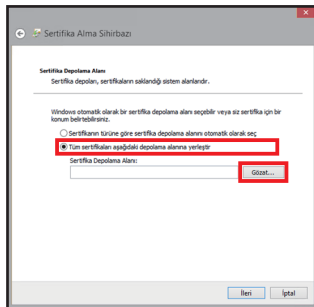 Sertifika Alma Sihirbazı
Sertifika Depolama Alanı
Sertifika depoları, sertifikaların saklandığı sistem alanlarıdır.
Windows otomatik olarak bir sertifika depolama alanı seçebilir veya siz sertifika için bir
konum belirtebilirsiniz.
Sertifikanın türüne göre sertifika depolama alanını otomatik olarak seç
Tüm sertifikaları aşağıdaki depolama alanına yerleştir
Sertifika Depolama Alanı:
Gözat...
İleri
İptal